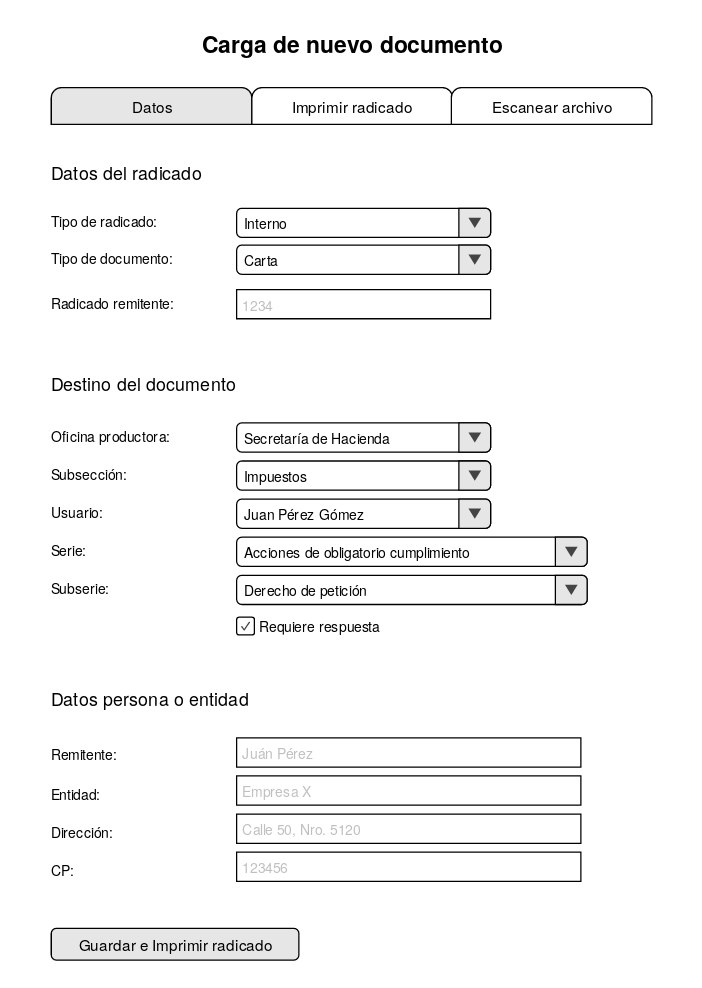 Carga de nuevo documento
Datos Imprimir radicado Escanear archivo
Datos del radicado
Tipo de radicado: Interno
Tipo de documento: Carta
Radicado remitente: 1234
Destino del documento
Oficina productora: Secretaría de Hacienda
Subsección: Impuestos
Usuario: Juan Pérez Gómez
Serie: Acciones de obligatorio cumplimiento
Subserie: Derecho de petición
Requiere respuesta
Datos persona o entidad
Remitente: Juán Pérez
Entidad: Empresa X
Dirección: Calle 50, Nro. 5120
CP: 123456
Guardar e Imprimir radicado